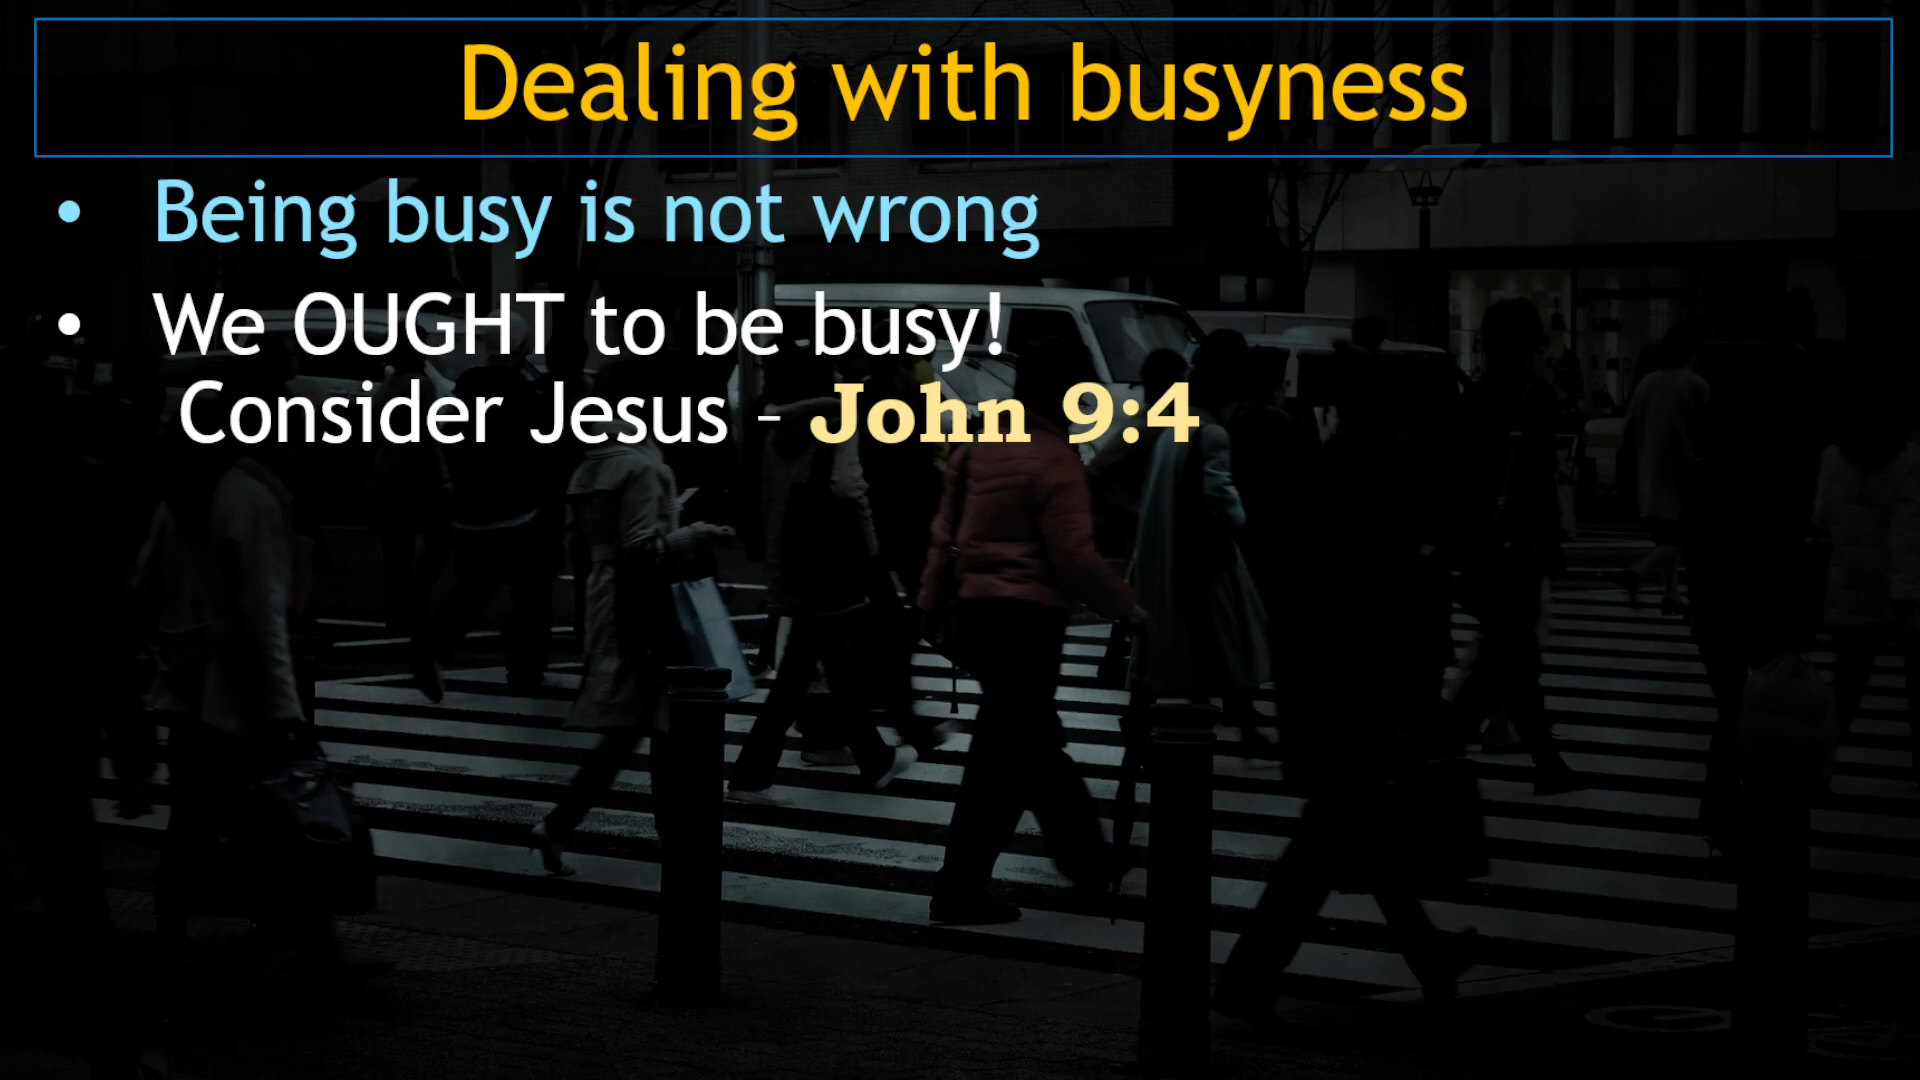 Dealing with busyness
• Being busy is not wrong
• We OUGHT to be busy!
Consider Jesus – John 9:4